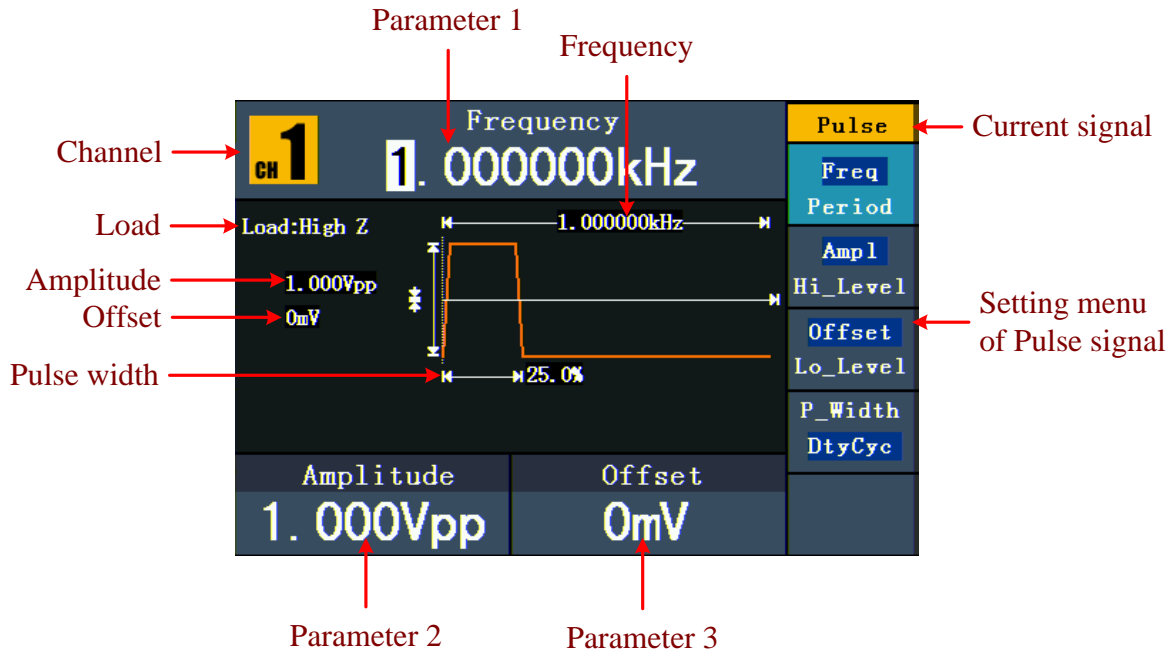 Parameter 1
Frequency
Channel
CH 1
Frequency
1.000000kHz
Pulse
Current signal
Freq
Period
Load
Load:High Z
1.000000kHz
Amplitude
1.000Vpp
Offset
0mV
Ampl
Hi_Level
Offset
Lo_Level
Setting menu
of Pulse signal
Pulse width
25.0%
P_Width
DtyCyc
Amplitude
1.000Vpp
Offset
0mV
Parameter 2
Parameter 3